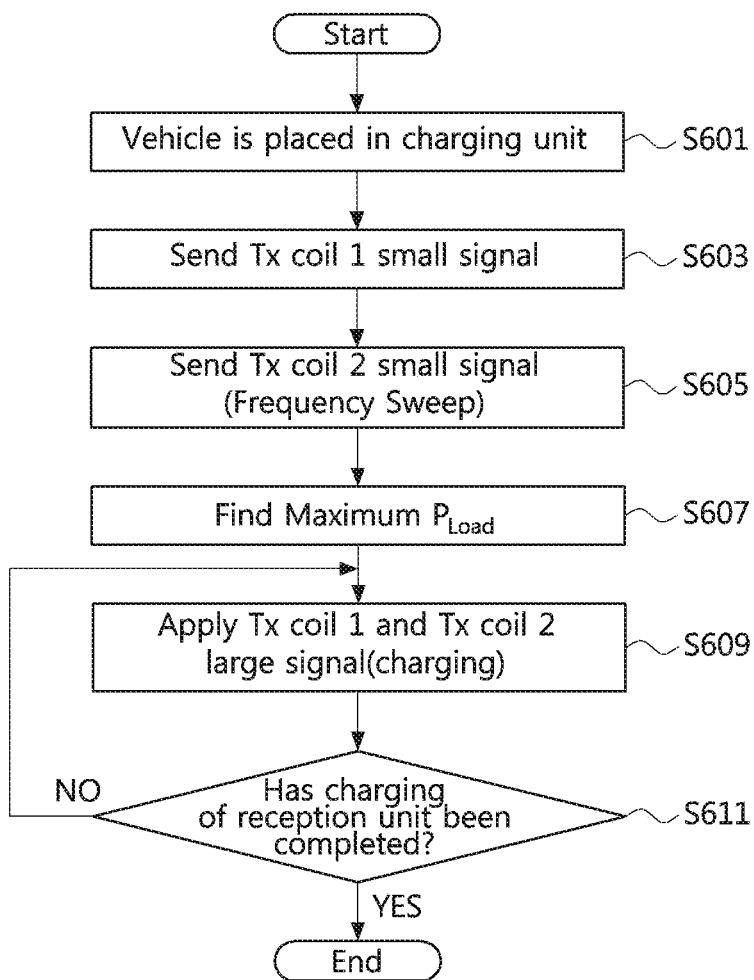 Start
Vehicle is placed in charging unit
S601
Send Tx coil 1 small signal
S603
Send Tx coil 2 small signal
(Frequency Sweep)
S605
Find Maximum PLoad
S607
Apply Tx coil 1 and Tx coil 2
large signal(charging)
S609
Has charging
of reception unit been
completed?
S611
NO
YES
End